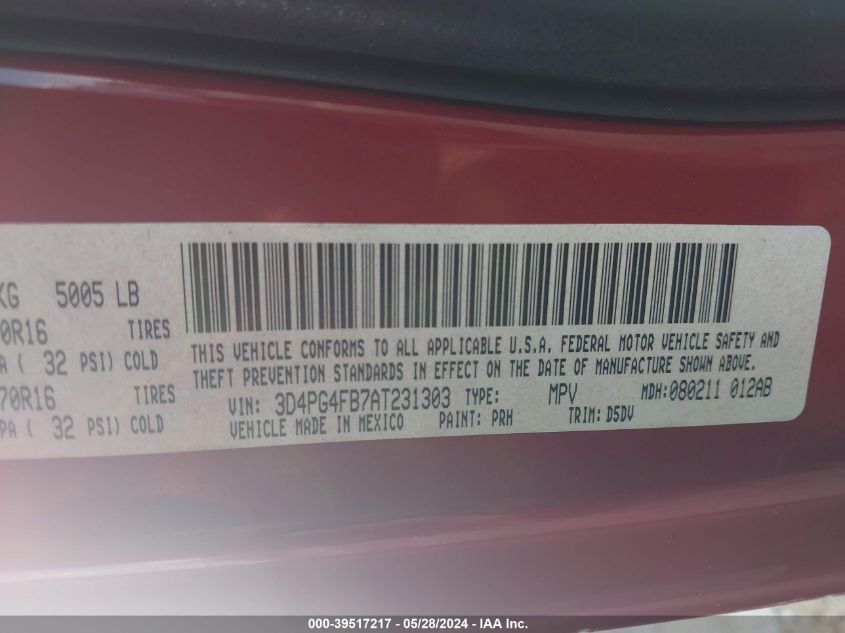 KG 5005 LB
0R16 TIRES
PA ( 32 PSI) COLD
70R16 TIRES
PA ( 32 PSI) COLD
THIS VEHICLE CONFORMS TO ALL APPLICABLE U.S.A. FEDERAL MOTOR VEHICLE SAFETY AND
THEFT PREVENTION STANDARDS IN EFFECT ON THE DATE OF MANUFACTURE SHOWN ABOVE.
VIN: 3D4PG4FB7AT231303 TYPE: MPV MDH:080211 012AB
VEHICLE MADE IN MEXICO PAINT: PRH TRIM: D5DV
000-39517217 - 05/28/2024 - IAA Inc.